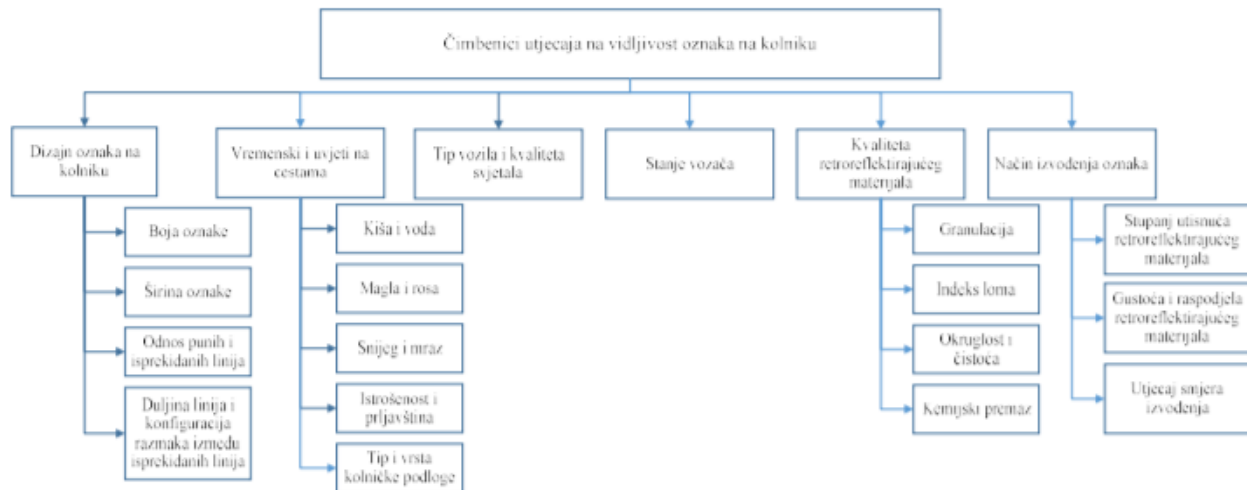 Čimbenici utjecaja na vidljivost oznaka na kolniku
Dizajn oznaka na
kolniku
Boja oznake
Širina oznake
Odnos punih i
isprekidanih linija
Duljina linija i
konfiguracija
razmaka između
isprekidanih linija
Vremenski i uvjeti na
cestama
Kiša i voda
Magla i rosa
Snijeg i mraz
Istrošenost i
prljavština
Tip i vrsta
kolničke podloge
Tip vozila i kvaliteta
svjetala
Stanje vozača
Kvaliteta
retroreflektirajućeg
materijala
Granulacija
Indeks loma
Okruglost i
čistoća
Kemijski premaz
Način izvođenja oznaka
Stupanj utisnuća
retroreflektirajućeg
materijala
Gustoća i raspodjela
retroreflektirajućeg
materijala
Utjecaj smjera
izvođenja